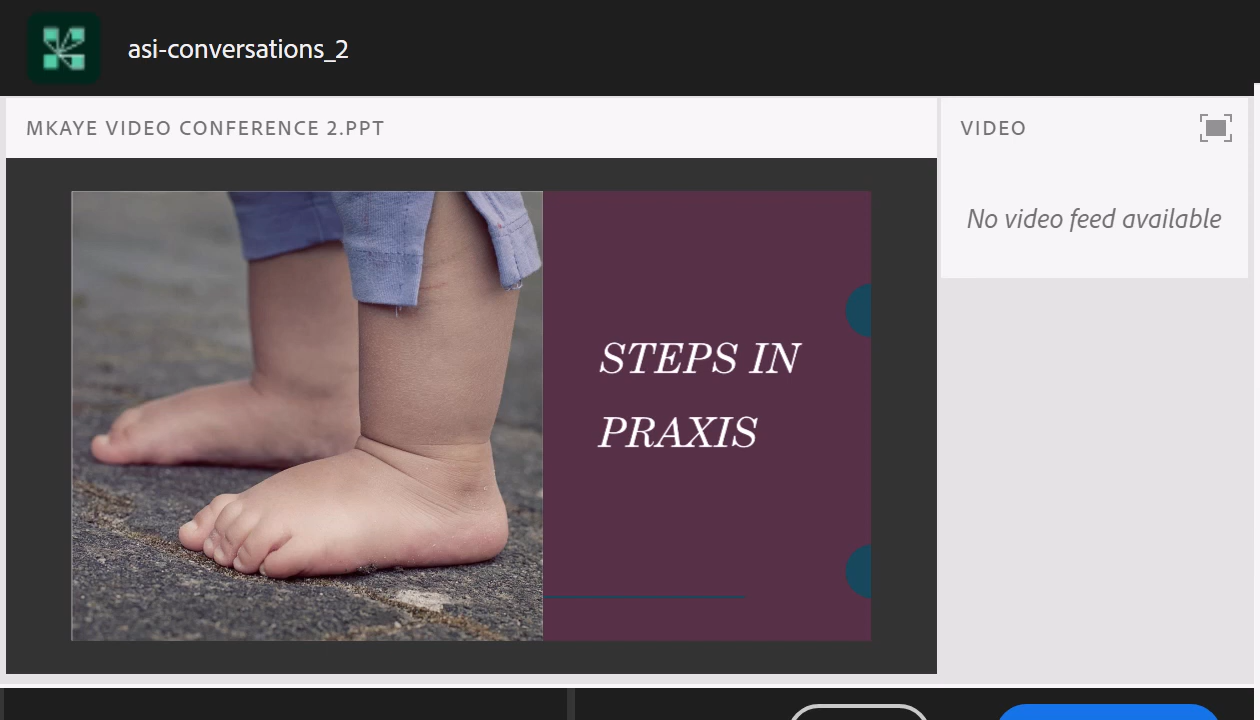 asi-conversations_2
MKAYE VIDEO CONFERENCE 2.PPT
VIDEO
No video feed available
STEPS IN
PRAXIS